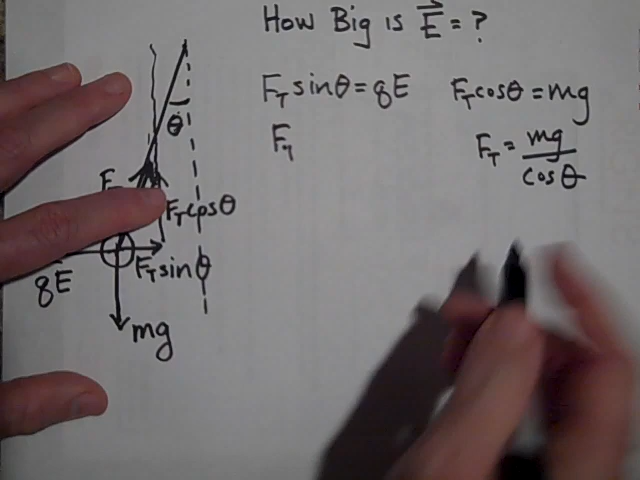 How Big is E⃗ = ?
F_T sinθ = qE
F_T cosθ = mg
F_T
F_T = mg / cosθ
θ
F_T cosθ
F_T sinθ
qE
mg